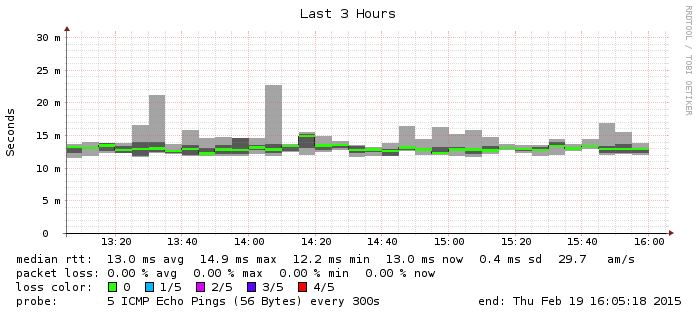 Last 3 Hours
RRDTOOL / TOBI OETIKER
Seconds
30 m
25 m
20 m
15 m
10 m
5 m
0
13:20 13:40 14:00 14:20 14:40 15:00 15:20 15:40 16:00
median rtt: 13.0 ms avg 14.9 ms max 12.2 ms min 13.0 ms now 0.4 ms sd 29.7 am/s
packet loss: 0.00 % avg 0.00 % max 0.00 % min 0.00 % now
loss color: 0 1/5 2/5 3/5 4/5
probe: 5 ICMP Echo Pings (56 Bytes) every 300s end: Thu Feb 19 16:05:18 2015